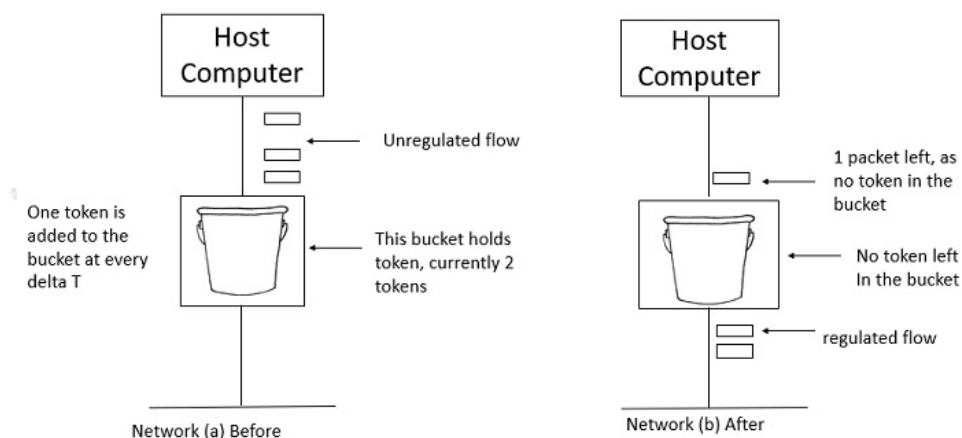 Host
Computer
Unregulated flow
One token is
added to the
bucket at every
delta T
This bucket holds
token, currently 2
tokens
Network (a) Before
Host
Computer
1 packet left, as
no token in the
bucket
No token left
In the bucket
regulated flow
Network (b) After